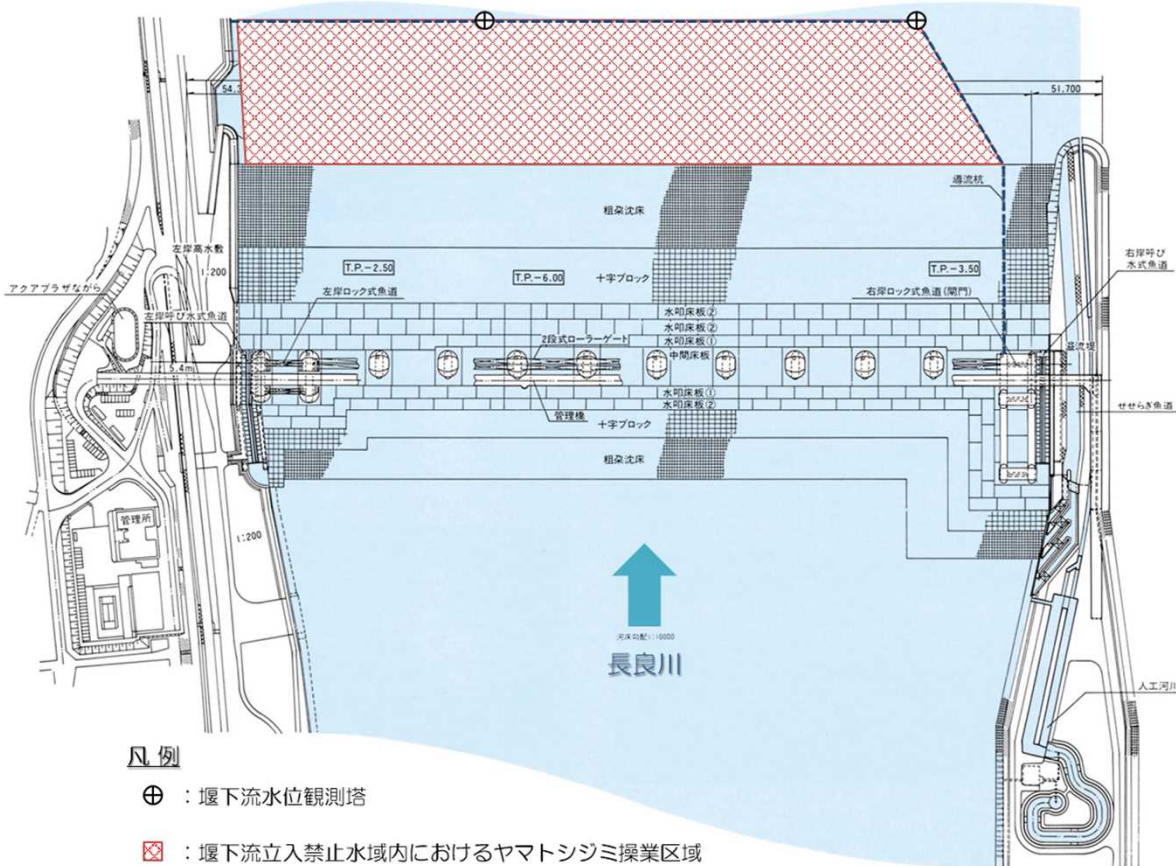 51.700
導流杭
粗朶沈床
左岸高水敷
1:200
右岸呼び
水式魚道
T.P.-2.50
T.P.-6.00
十字ブロック
T.P.-3.50
アクアプラザながら
左岸ロック式魚道
右岸ロック式魚道(閘門)
左岸呼び水式魚道
水叩床板②
水叩床板②
水叩床板①
2段式ローラーゲート
中間床板
5.4m
水叩床板①
水叩床板②
せせらぎ魚道
管理橋
十字ブロック
粗朶沈床
管理所
1:200
河床勾配1:10000
長良川
人工河川
凡 例
:堰下流水位観測塔
:堰下流立入禁止水域内におけるヤマトシジミ操業区域